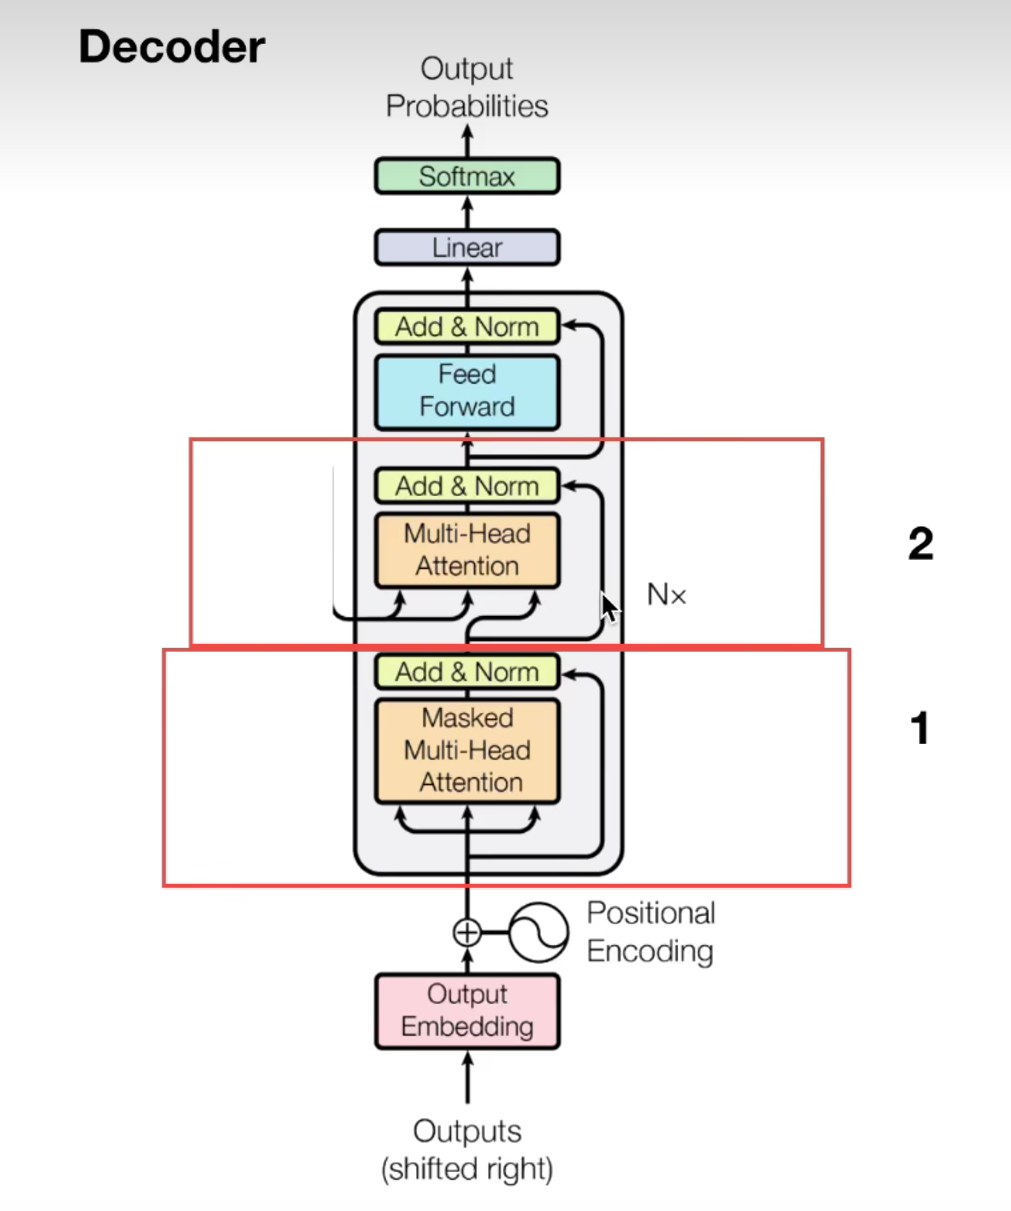 Decoder
Output
Probabilities
Softmax
Linear
Add & Norm
Feed
Forward
Add & Norm
Multi-Head
Attention
2
N×
Add & Norm
Masked
Multi-Head
Attention
1
Positional
Encoding
Output
Embedding
Outputs
(shifted right)